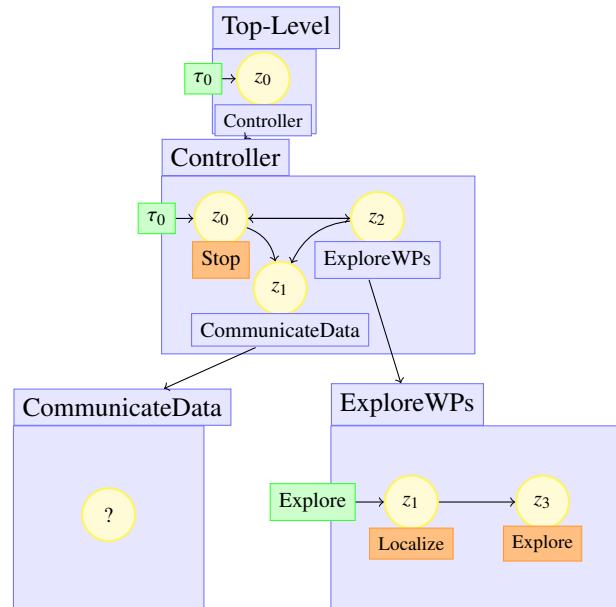 Top-Level
τ0 z0
Controller
Controller
τ0 z0 z2
Stop ExploreWPs
z1
CommunicateData
CommunicateData ExploreWPs
? Explore z1 z3
Localize Explore